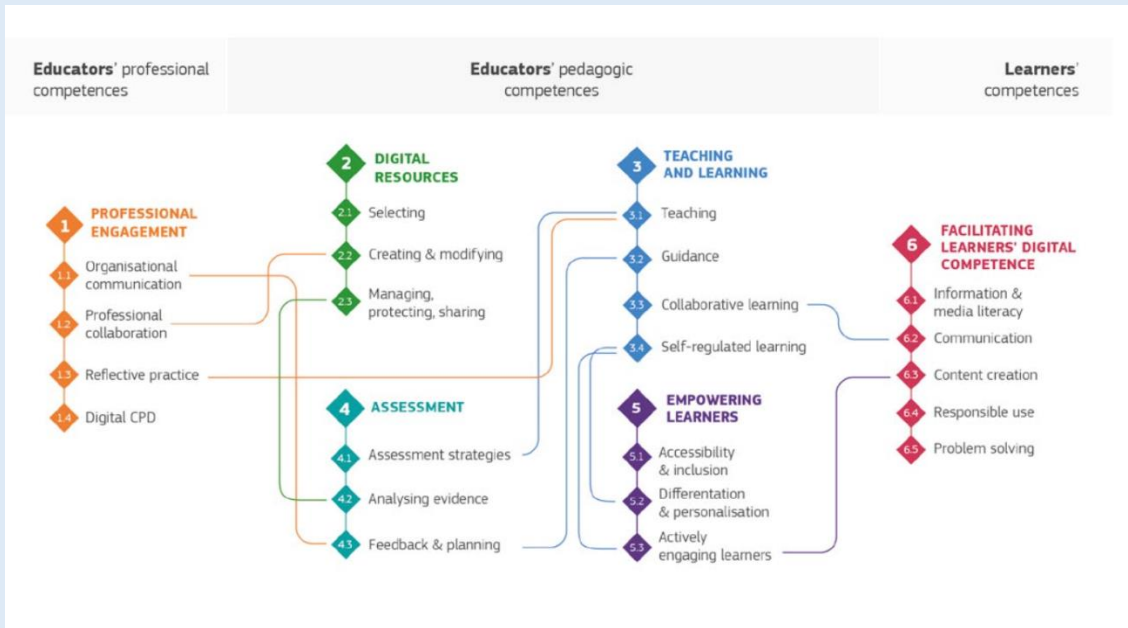 Educators' professional
competences
Educators' pedagogic
competences
Learners'
competences
1
PROFESSIONAL
ENGAGEMENT
1.1
Organisational
communication
1.2
Professional
collaboration
1.3
Reflective practice
1.4
Digital CPD
2
DIGITAL
RESOURCES
2.1
Selecting
2.2
Creating & modifying
2.3
Managing,
protecting, sharing
4
ASSESSMENT
4.1
Assessment strategies
4.2
Analysing evidence
4.3
Feedback & planning
3
TEACHING
AND LEARNING
3.1
Teaching
3.2
Guidance
3.3
Collaborative learning
3.4
Self-regulated learning
5
EMPOWERING
LEARNERS
5.1
Accessibility
& inclusion
5.2
Differentation
& personalisation
5.3
Actively
engaging learners
6
FACILITATING
LEARNERS' DIGITAL
COMPETENCE
6.1
Information &
media literacy
6.2
Communication
6.3
Content creation
6.4
Responsible use
6.5
Problem solving